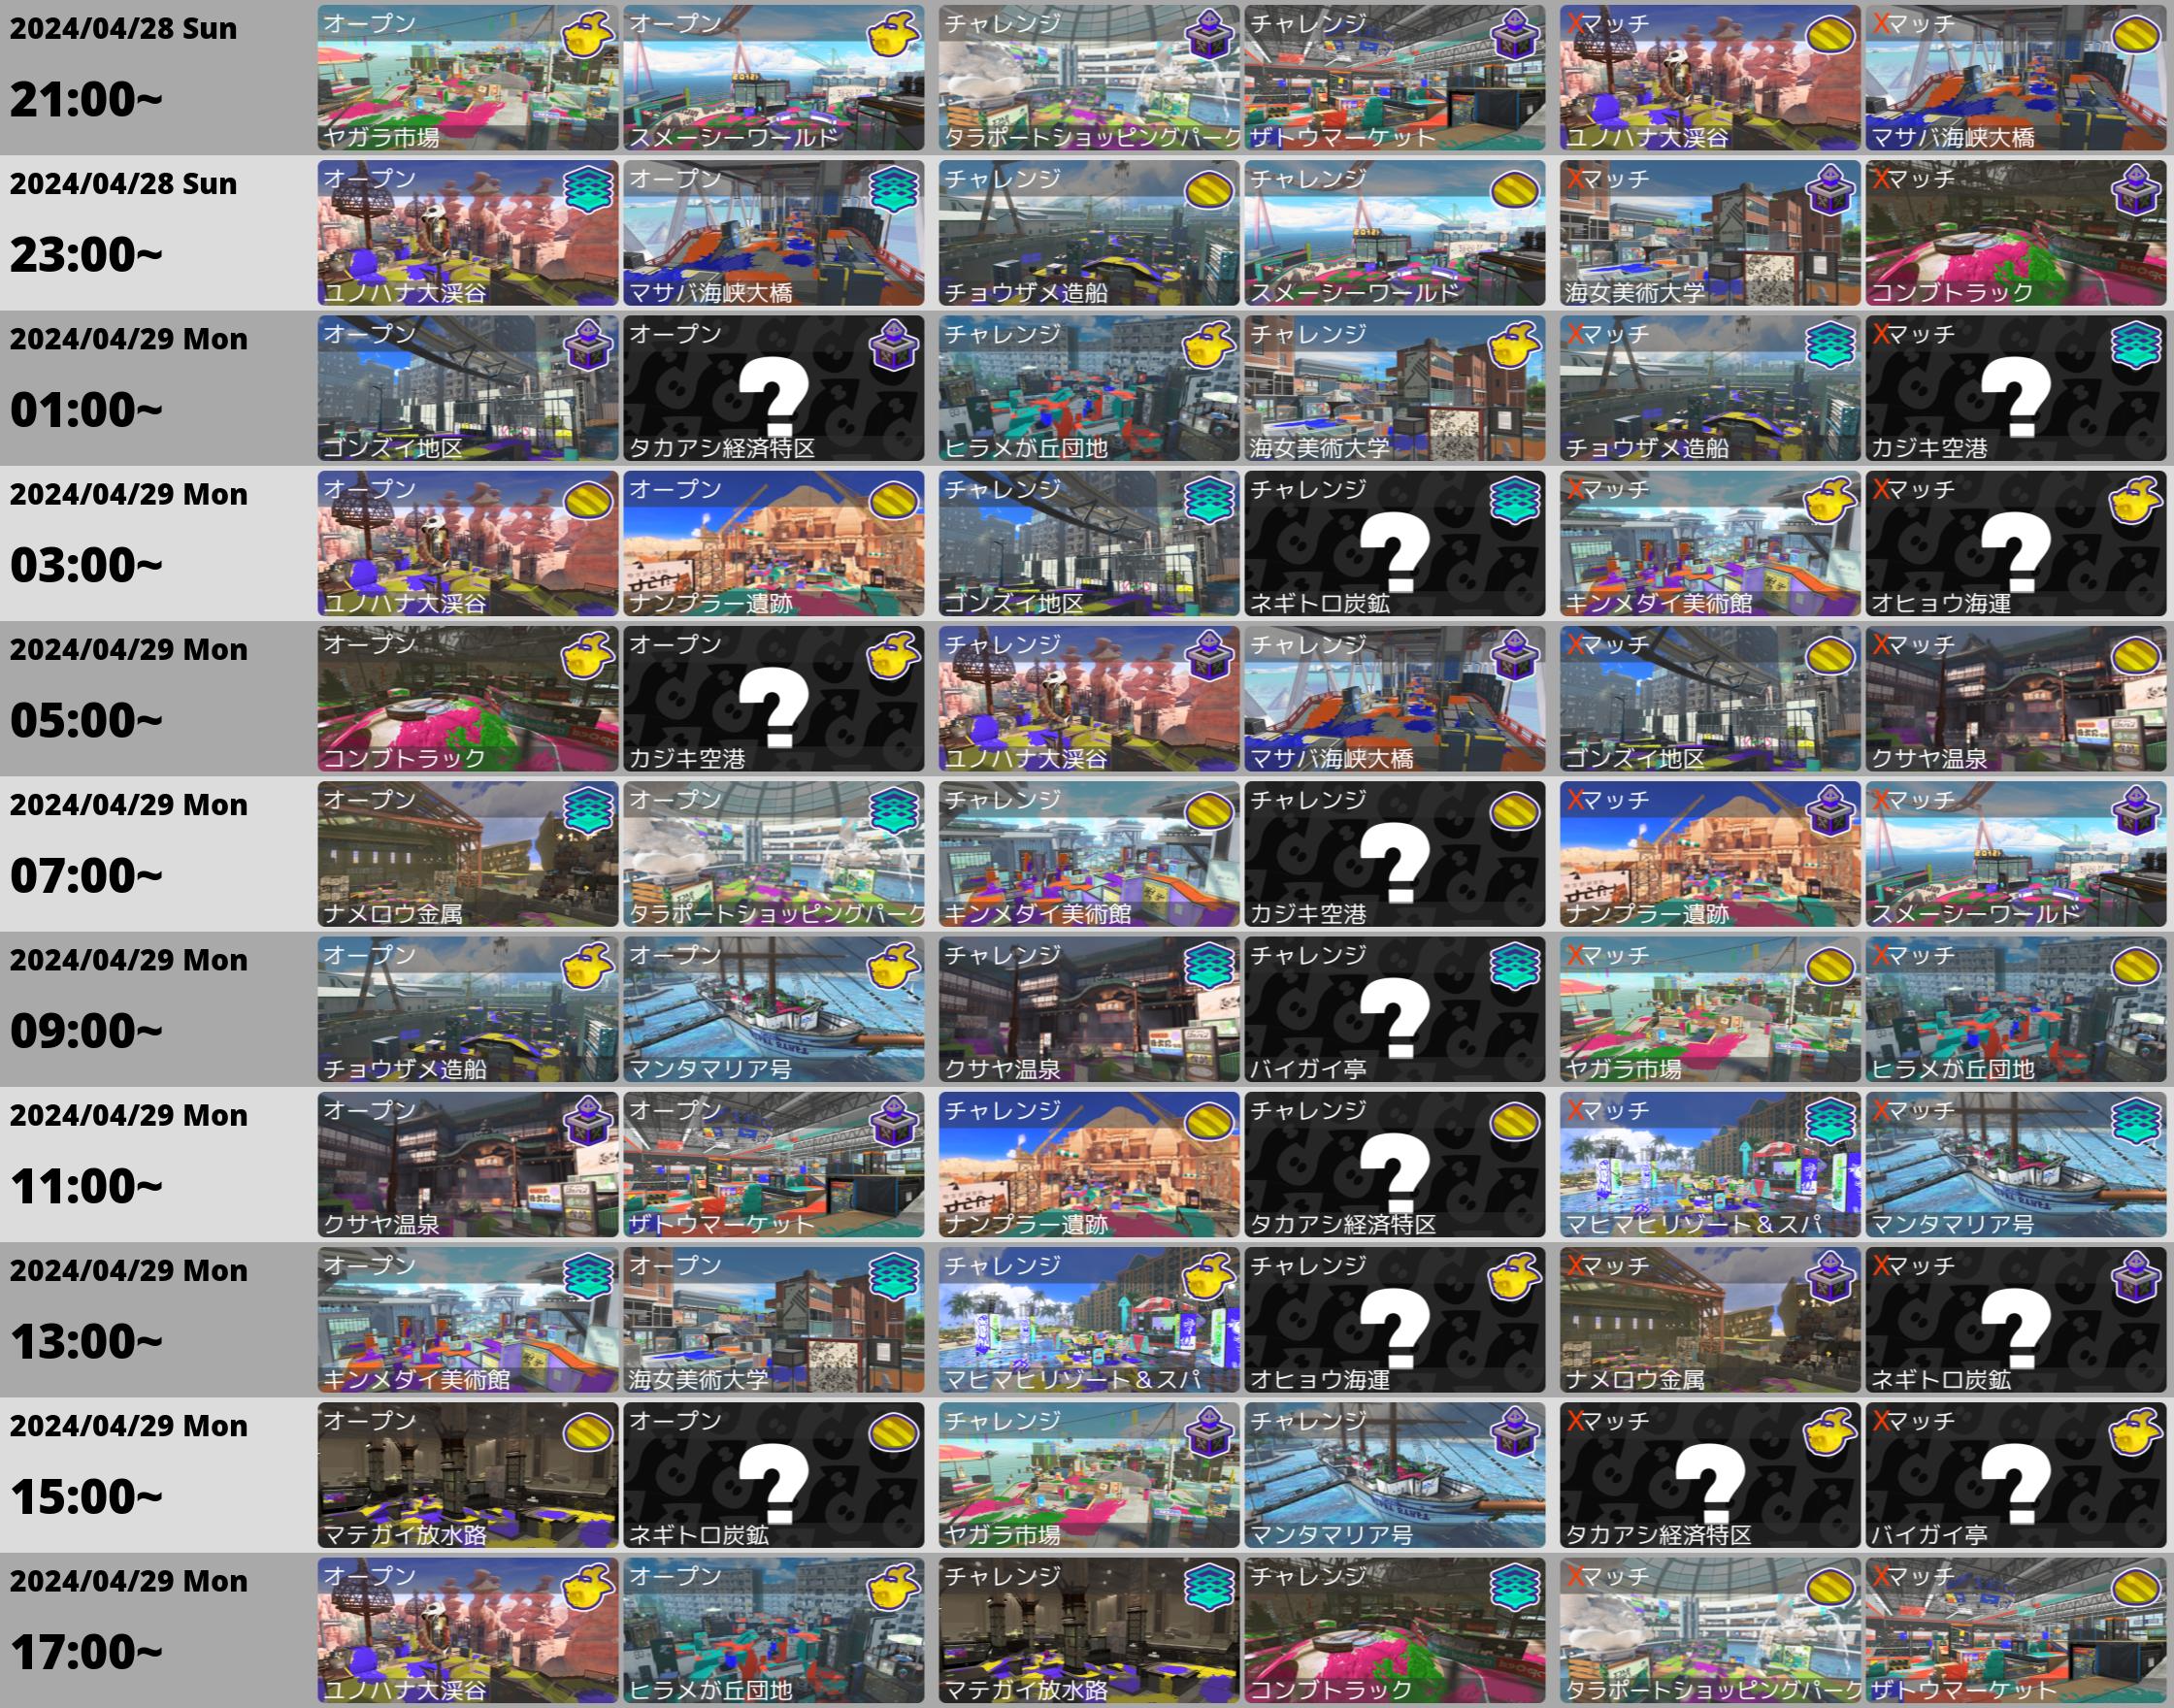 2024/04/28 Sun
21:00~
オープン オープン チャレンジ チャレンジ Xマッチ Xマッチ
ヤガラ市場 スメーシーワールド タラポートショッピングパーク ザトウマーケット ユノハナ大渓谷 マサバ海峡大橋
2024/04/28 Sun
23:00~
オープン オープン チャレンジ チャレンジ Xマッチ Xマッチ
ユノハナ大渓谷 マサバ海峡大橋 チョウザメ造船 スメーシーワールド 海女美術大学 コンブトラック
2024/04/29 Mon
01:00~
オープン オープン チャレンジ チャレンジ Xマッチ Xマッチ
? ?
ゴンズイ地区 タカアシ経済特区 ヒラメが丘団地 海女美術大学 チョウザメ造船 カジキ空港
2024/04/29 Mon
03:00~
オープン オープン チャレンジ チャレンジ Xマッチ Xマッチ
? ?
ユノハナ大渓谷 ナンプラー遺跡 ゴンズイ地区 ネギトロ炭鉱 キンメダイ美術館 オヒョウ海運
2024/04/29 Mon
05:00~
オープン オープン チャレンジ チャレンジ Xマッチ Xマッチ
?
コンブトラック カジキ空港 ユノハナ大渓谷 マサバ海峡大橋 ゴンズイ地区 クサヤ温泉
2024/04/29 Mon
07:00~
オープン オープン チャレンジ チャレンジ Xマッチ Xマッチ
?
ナメロウ金属 タラポートショッピングパーク キンメダイ美術館 カジキ空港 ナンプラー遺跡 スメーシーワールド
2024/04/29 Mon
09:00~
オープン オープン チャレンジ チャレンジ Xマッチ Xマッチ
?
チョウザメ造船 マンタマリア号 クサヤ温泉 バイガイ亭 ヤガラ市場 ヒラメが丘団地
2024/04/29 Mon
11:00~
オープン オープン チャレンジ チャレンジ Xマッチ Xマッチ
?
クサヤ温泉 ザトウマーケット ナンプラー遺跡 タカアシ経済特区 マヒマヒリゾート＆スパ マンタマリア号
2024/04/29 Mon
13:00~
オープン オープン チャレンジ チャレンジ Xマッチ Xマッチ
? ?
キンメダイ美術館 海女美術大学 マヒマヒリゾート＆スパ オヒョウ海運 ナメロウ金属 ネギトロ炭鉱
2024/04/29 Mon
15:00~
オープン オープン チャレンジ チャレンジ Xマッチ Xマッチ
? ? ?
マテガイ放水路 ネギトロ炭鉱 ヤガラ市場 マンタマリア号 タカアシ経済特区 バイガイ亭
2024/04/29 Mon
17:00~
オープン オープン チャレンジ チャレンジ Xマッチ Xマッチ
ユノハナ大渓谷 ヒラメが丘団地 マテガイ放水路 コンブトラック タラポートショッピングパーク ザトウマーケット